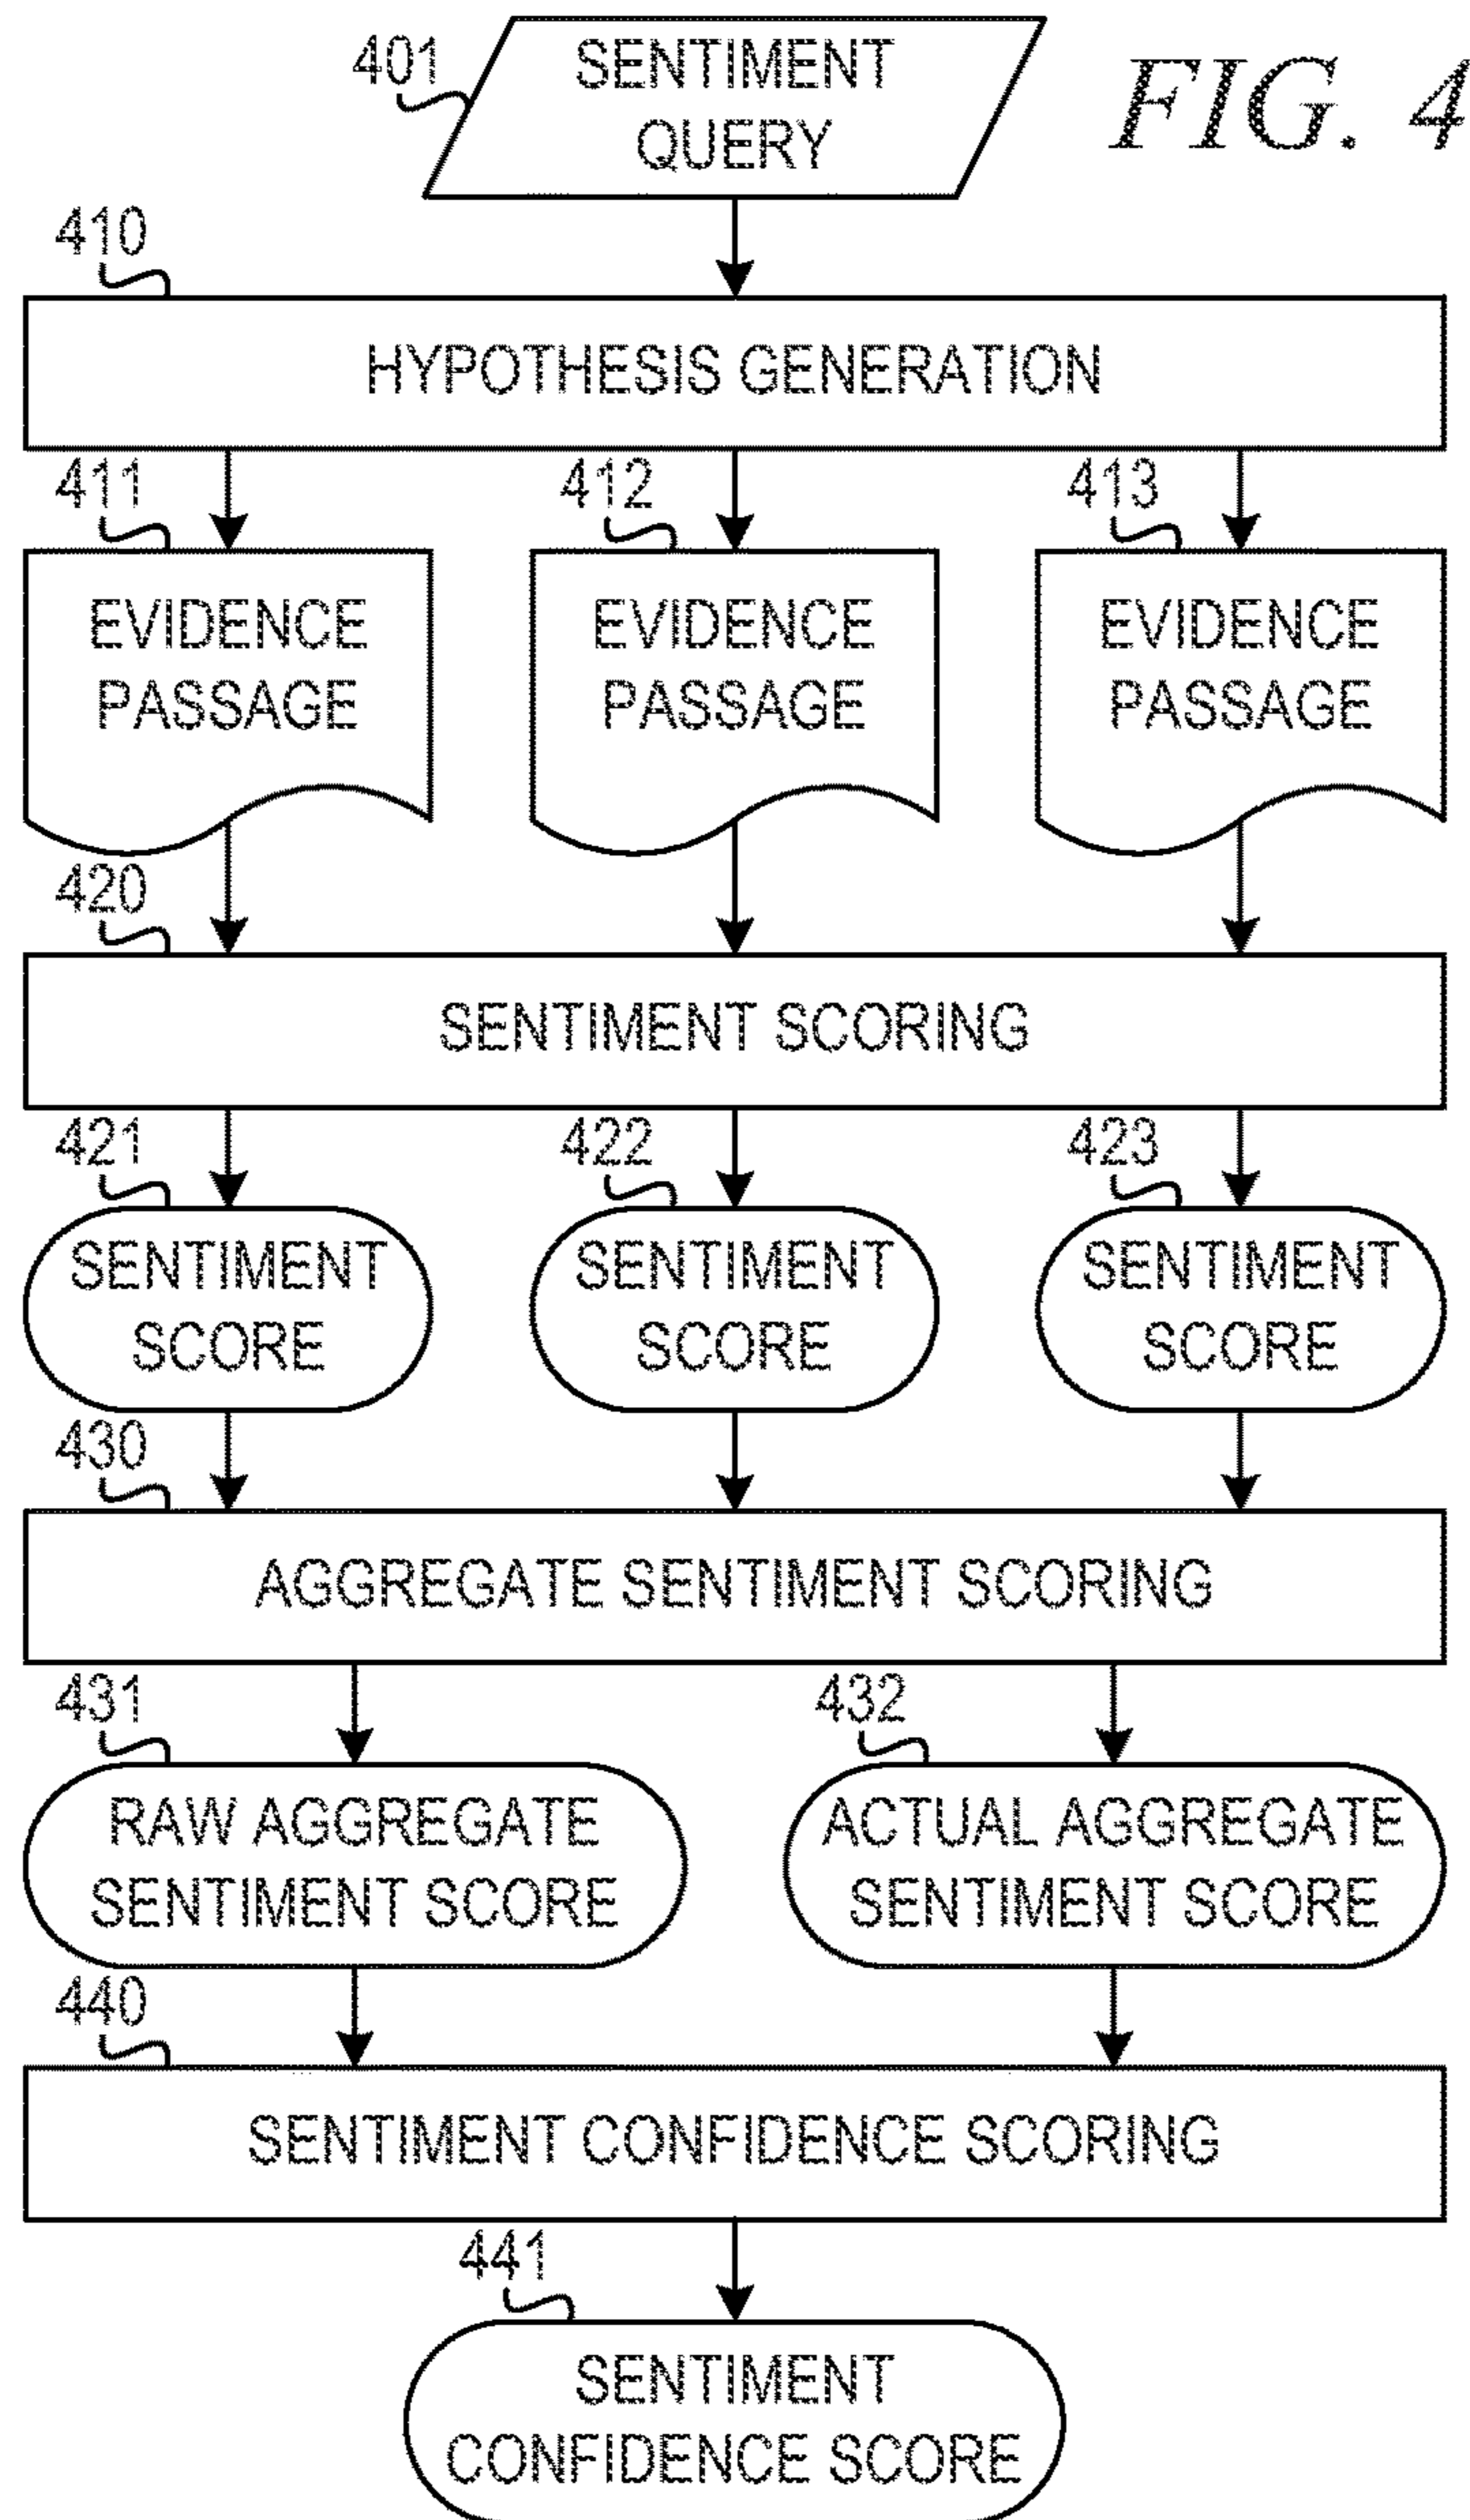 401
SENTIMENT
QUERY
FIG. 4
410
HYPOTHESIS GENERATION
411
412
413
EVIDENCE
PASSAGE
EVIDENCE
PASSAGE
EVIDENCE
PASSAGE
420
SENTIMENT SCORING
421
422
423
SENTIMENT
SCORE
SENTIMENT
SCORE
SENTIMENT
SCORE
430
AGGREGATE SENTIMENT SCORING
431
432
RAW AGGREGATE
SENTIMENT SCORE
ACTUAL AGGREGATE
SENTIMENT SCORE
440
SENTIMENT CONFIDENCE SCORING
441
SENTIMENT
CONFIDENCE SCORE